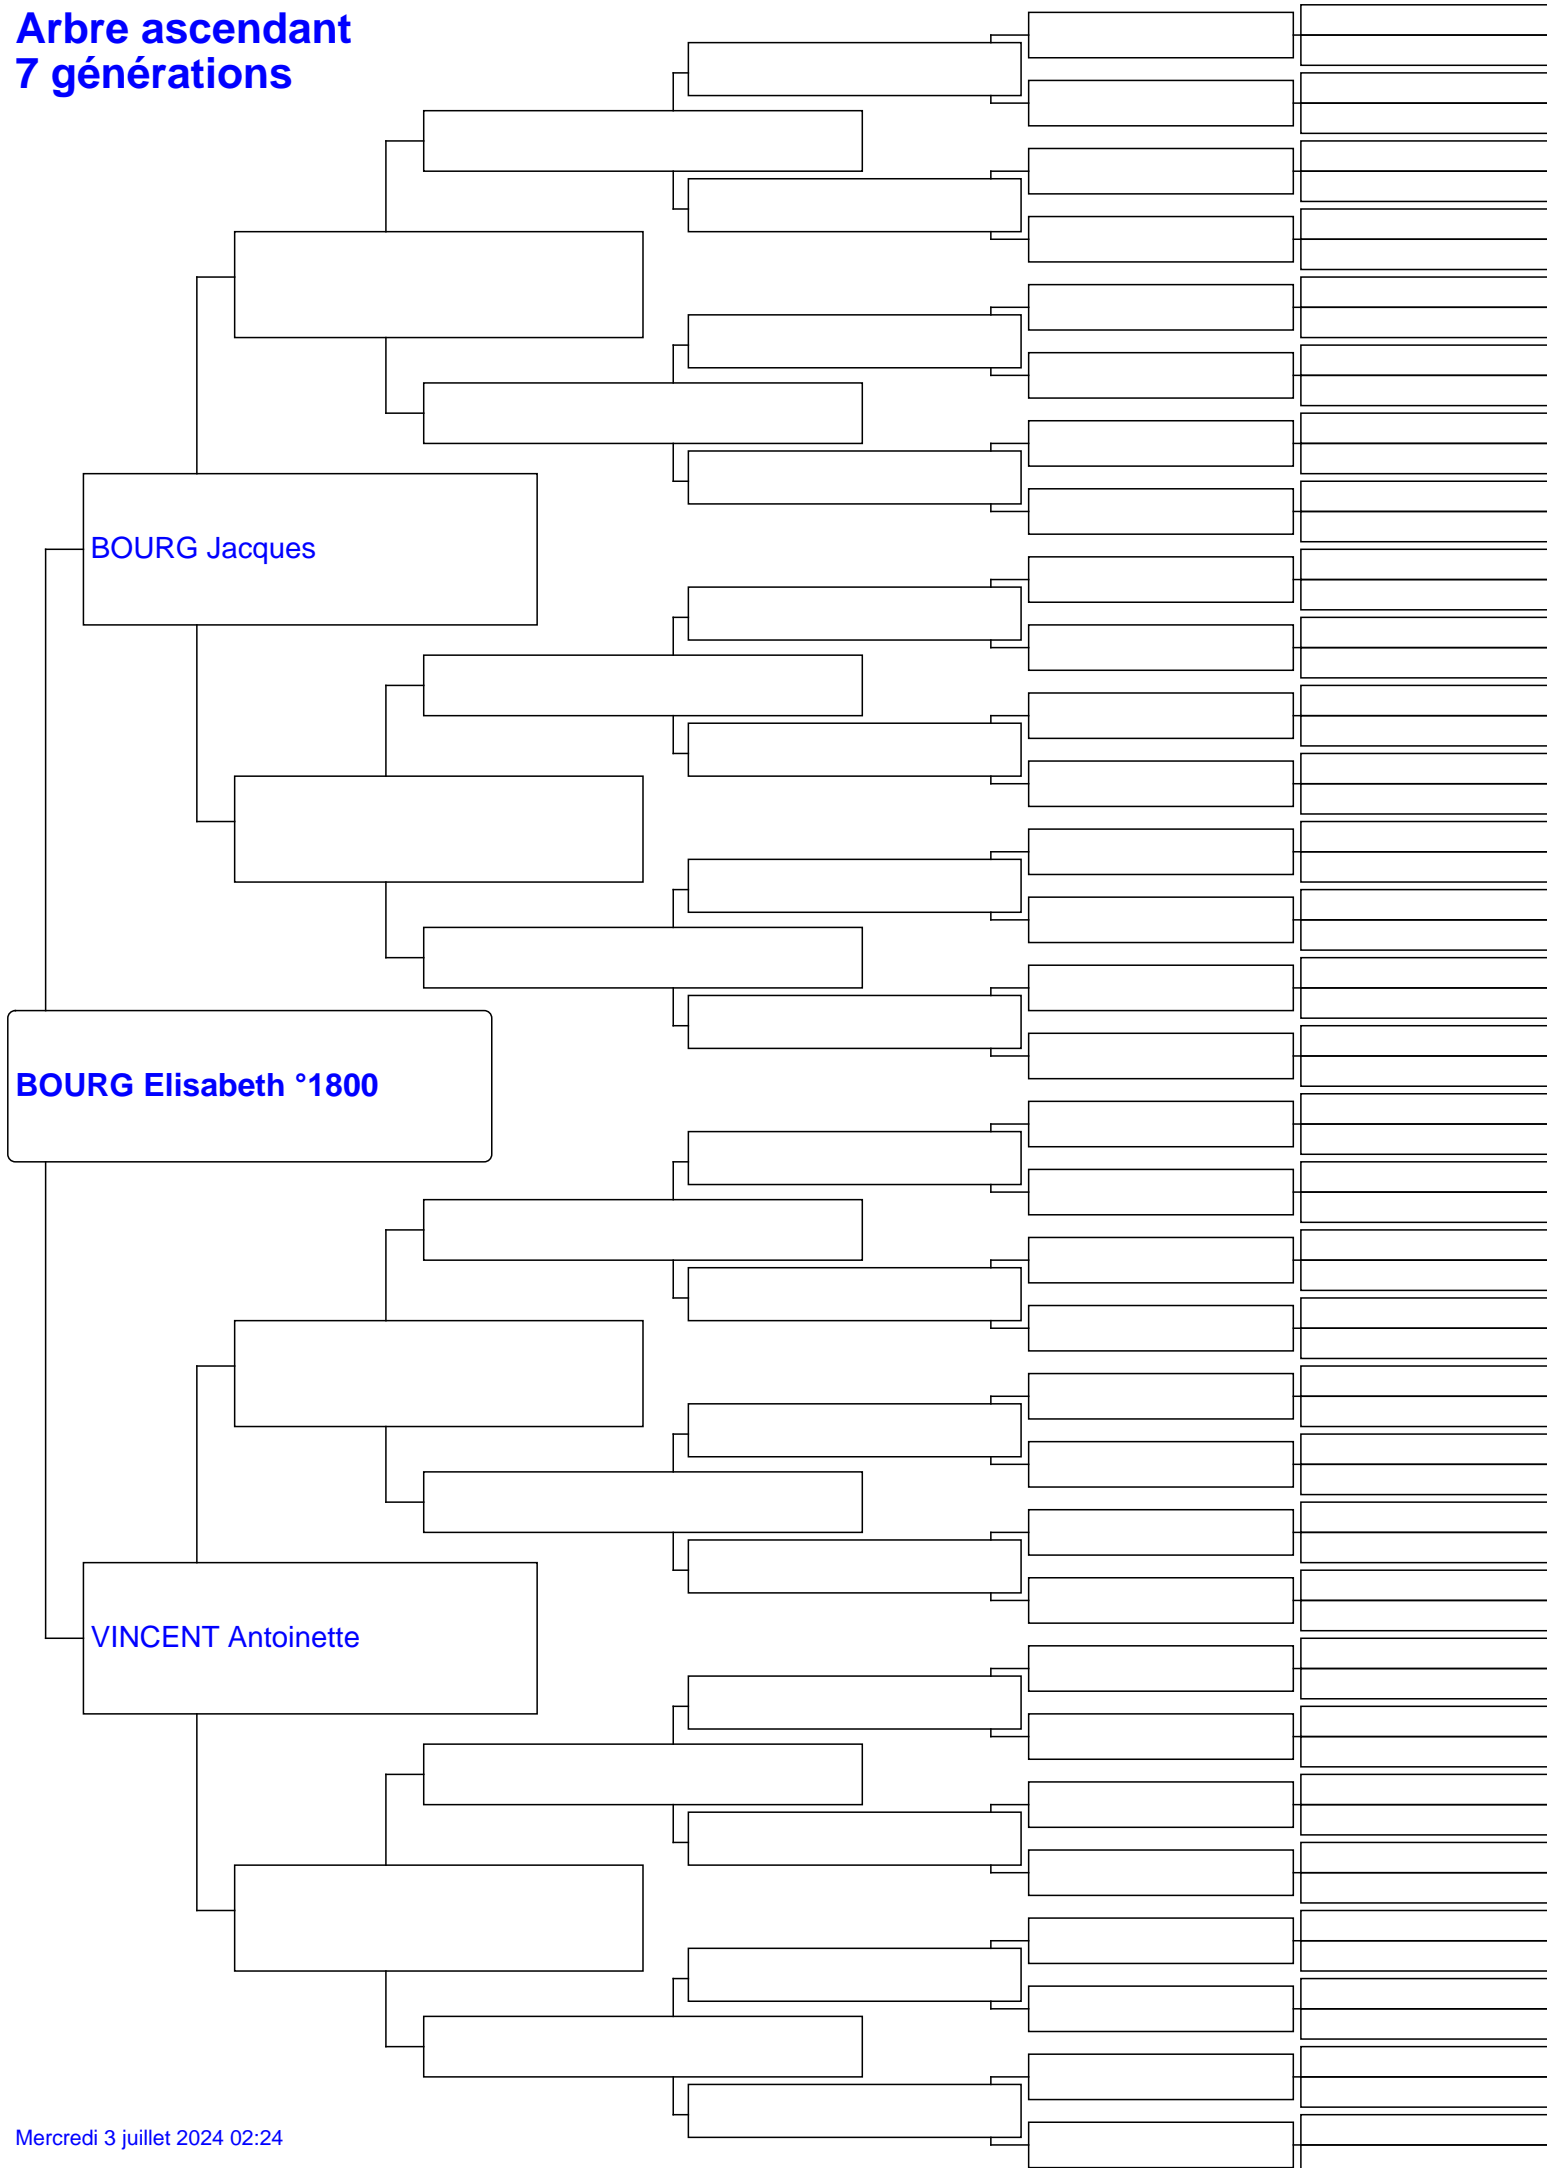 Arbre ascendant
7 générations
BOURG Jacques
BOURG Elisabeth °1800
VINCENT Antoinette
Mercredi 3 juillet 2024 02:24